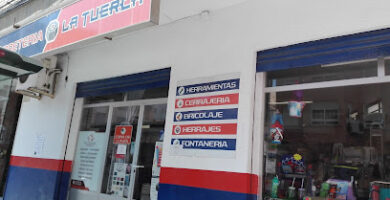 LA TUERCA
HERRAMIENTAS
CERRAJERIA
BRICOLAJE
HERRAJES
FONTANERIA